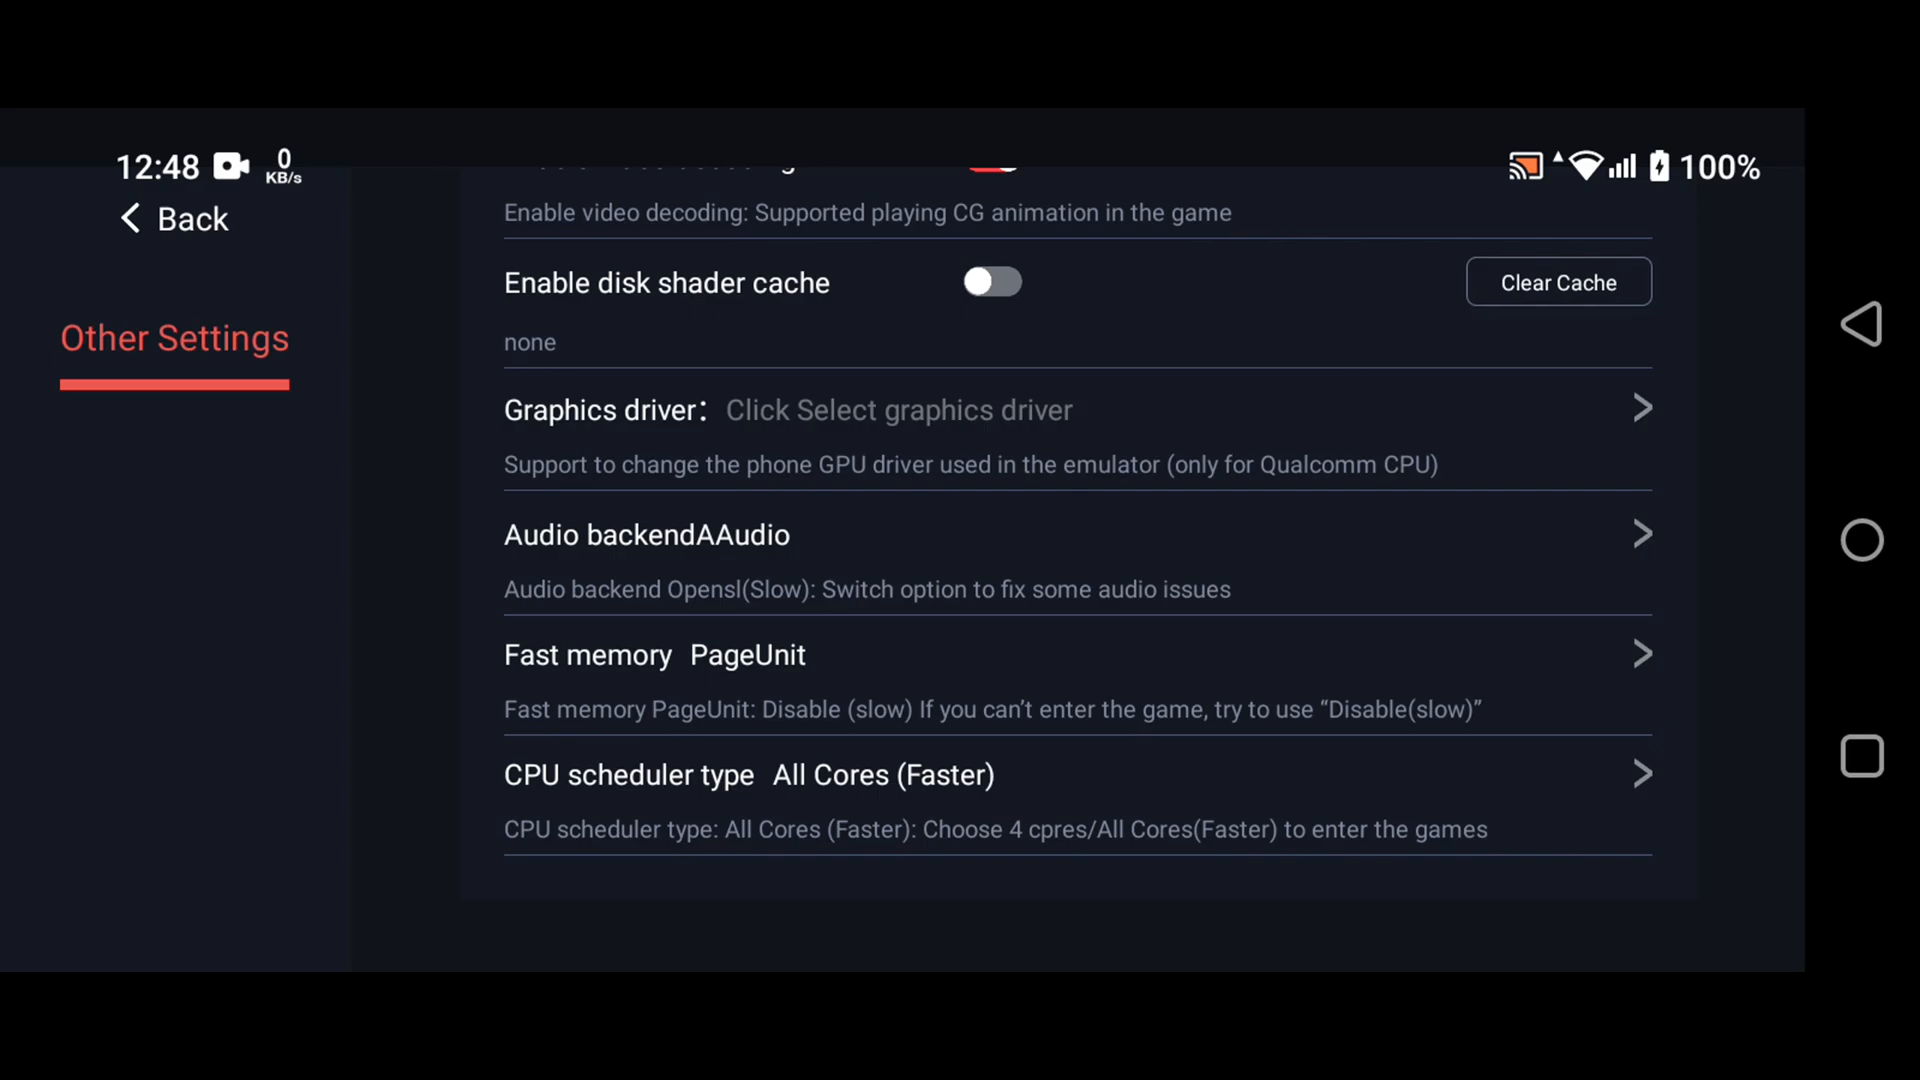 12:48 0 KB/s 100%
Back
Other Settings
Enable video decoding: Supported playing CG animation in the game
Enable disk shader cache Clear Cache
none
Graphics driver: Click Select graphics driver
Support to change the phone GPU driver used in the emulator (only for Qualcomm CPU)
Audio backendAAudio
Audio backend Opensl(Slow): Switch option to fix some audio issues
Fast memory PageUnit
Fast memory PageUnit: Disable (slow) If you can’t enter the game, try to use “Disable(slow)”
CPU scheduler type All Cores (Faster)
CPU scheduler type: All Cores (Faster): Choose 4 cpres/All Cores(Faster) to enter the games